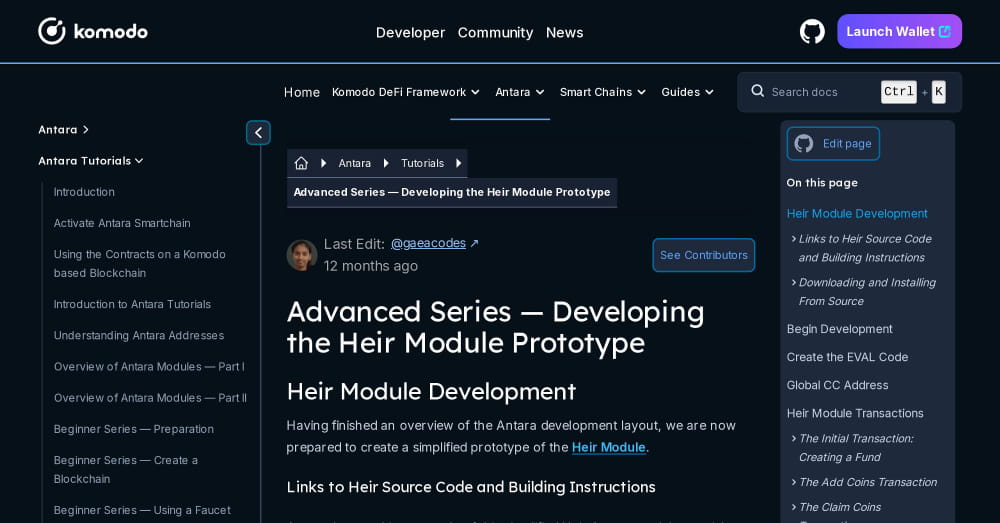 komodo
Developer Community News
Launch Wallet
Home Komodo DeFi Framework Antara Smart Chains Guides
Search docs Ctrl + K
Antara
Antara Tutorials
Introduction
Activate Antara Smartchain
Using the Contracts on a Komodo
based Blockchain
Introduction to Antara Tutorials
Understanding Antara Addresses
Overview of Antara Modules — Part I
Overview of Antara Modules — Part II
Beginner Series — Preparation
Beginner Series — Create a
Blockchain
Beginner Series — Using a Faucet
Antara Tutorials
Advanced Series — Developing the Heir Module Prototype
Last Edit: @gaeacodes ↗
12 months ago
See Contributors
Advanced Series — Developing
the Heir Module Prototype
Heir Module Development
Having finished an overview of the Antara development layout, we are now
prepared to create a simplified prototype of the Heir Module.
Links to Heir Source Code and Building Instructions
Edit page
On this page
Heir Module Development
Links to Heir Source Code
and Building Instructions
Downloading and Installing
From Source
Begin Development
Create the EVAL Code
Global CC Address
Heir Module Transactions
The Initial Transaction:
Creating a Fund
The Add Coins Transaction
The Claim Coins